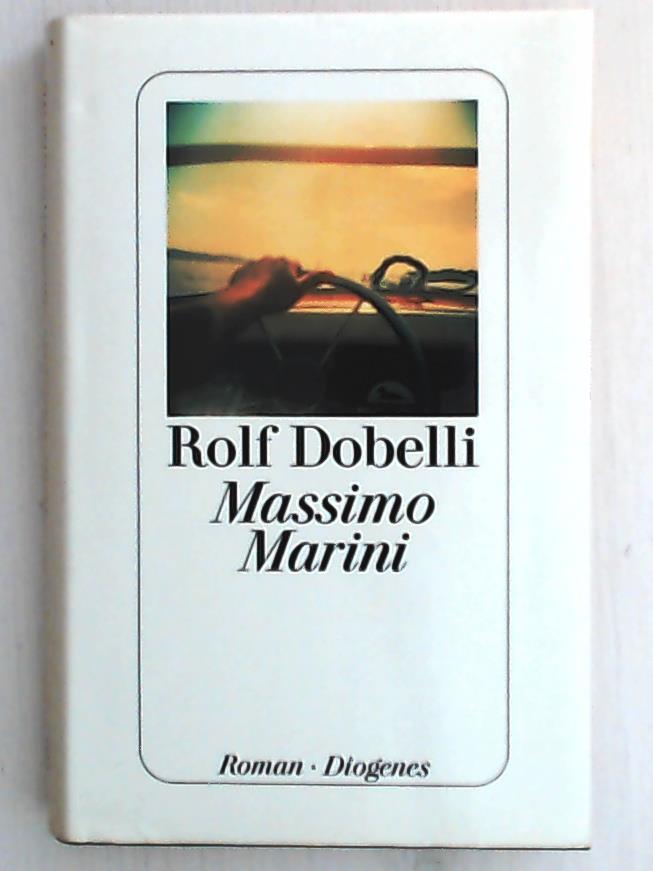 Rolf Dobelli
Massimo
Marini
Roman · Diogenes